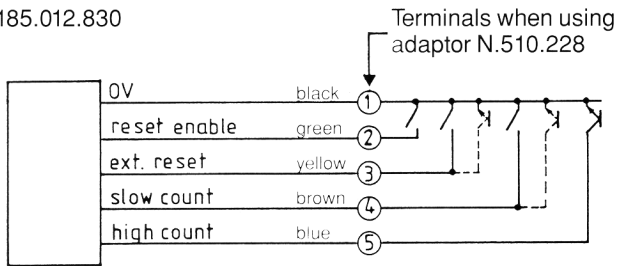 185.012.830
Terminals when using
adaptor N.510.228
0V black 1
reset enable green 2
ext. reset yellow 3
slow count brown 4
high count blue 5